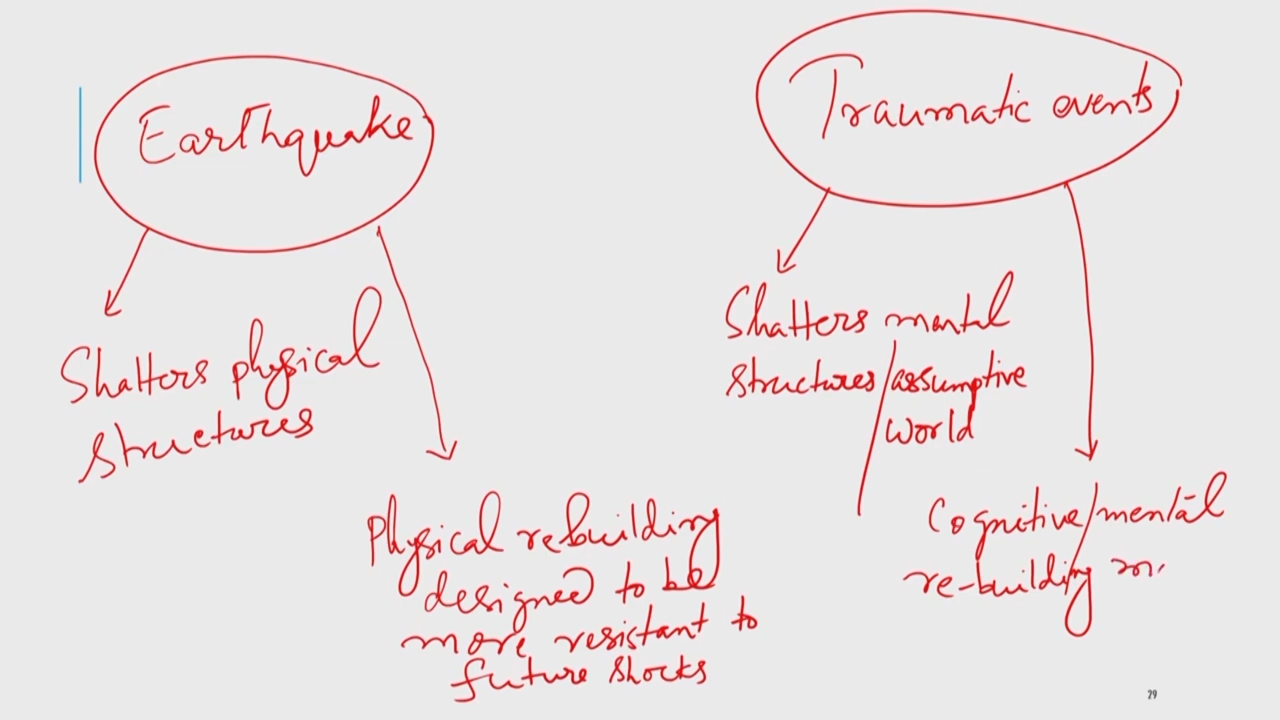 Earthquake
Shatters physical
structures
Physical rebuilding
designed to be
more resistant to
future shocks
Traumatic events
Shatters mental
structures/assumptive
world
Cognitive/mental
re-building
29